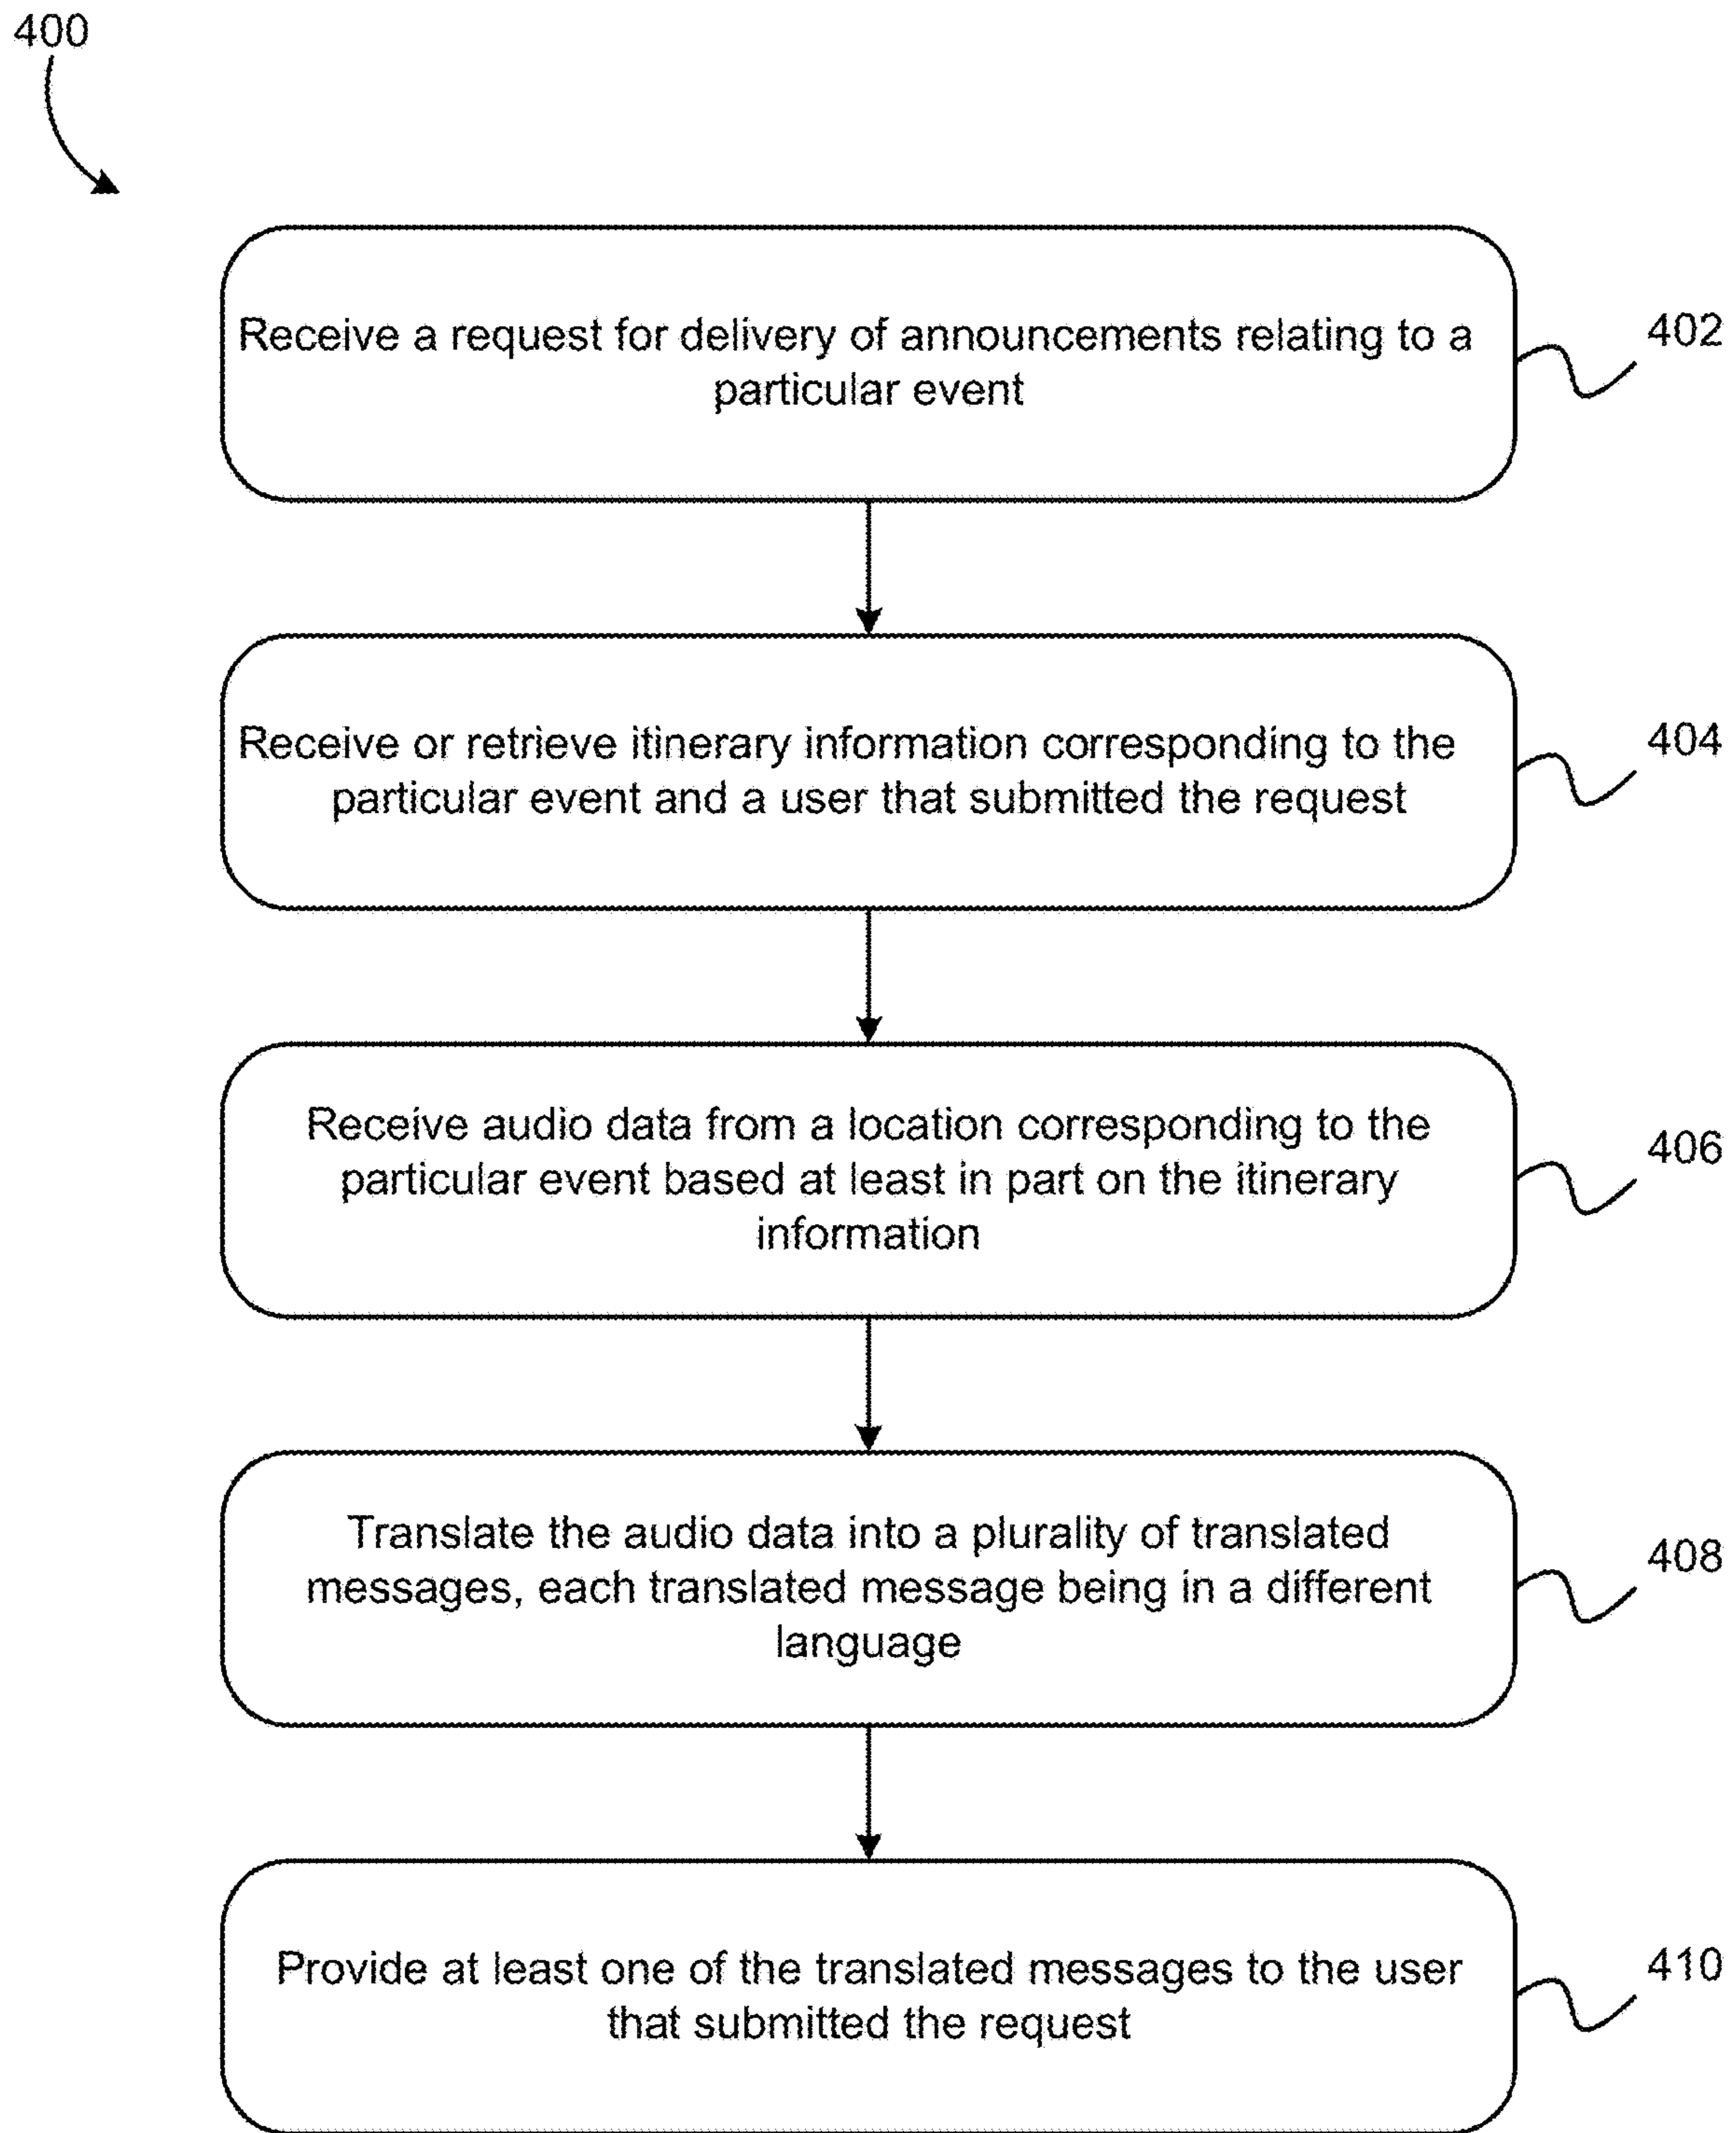 400
Receive a request for delivery of announcements relating to a
particular event
402
Receive or retrieve itinerary information corresponding to the
particular event and a user that submitted the request
404
Receive audio data from a location corresponding to the
particular event based at least in part on the itinerary
information
406
Translate the audio data into a plurality of translated
messages, each translated message being in a different
language
408
Provide at least one of the translated messages to the user
that submitted the request
410